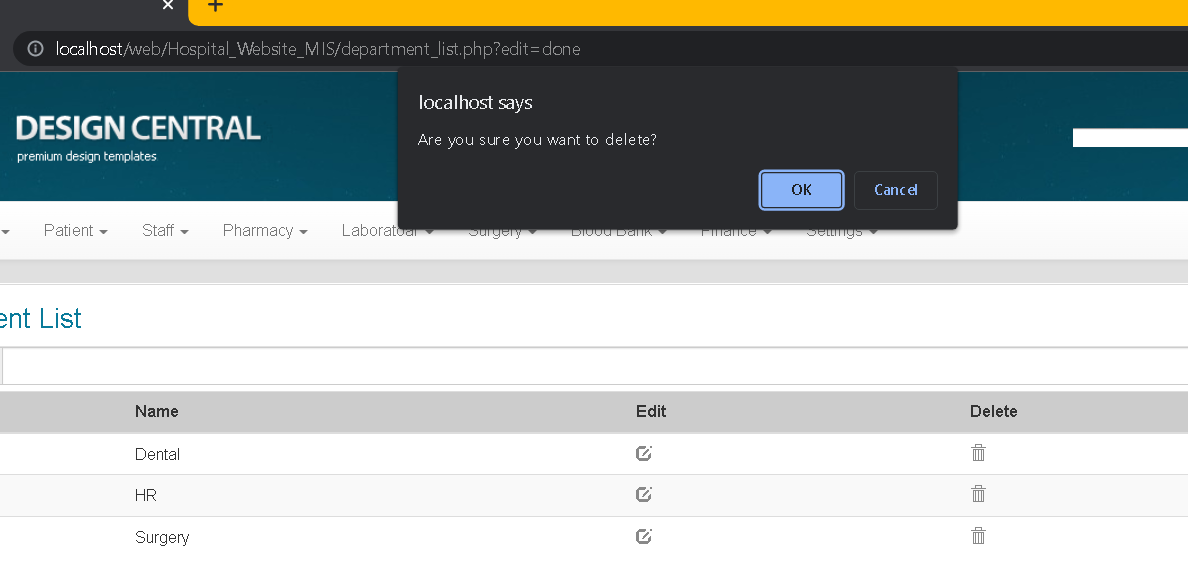 localhost/web/Hospital_Website_MIS/department_list.php?edit=done
localhost says
Are you sure you want to delete?
OK Cancel
DESIGN CENTRAL
premium design templates
Patient Staff Pharmacy Laboratoar Surgery Blood Bank Finance Settings
ent List
Name Edit Delete
Dental
HR
Surgery